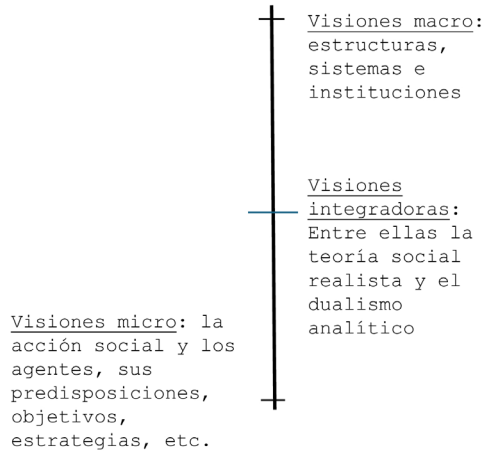 Visiones macro:
estructuras,
sistemas e
instituciones
Visiones
integradoras:
Entre ellas la
teoría social
realista y el
dualismo
analítico
Visiones micro: la
acción social y los
agentes, sus
predisposiciones,
objetivos,
estrategias, etc.